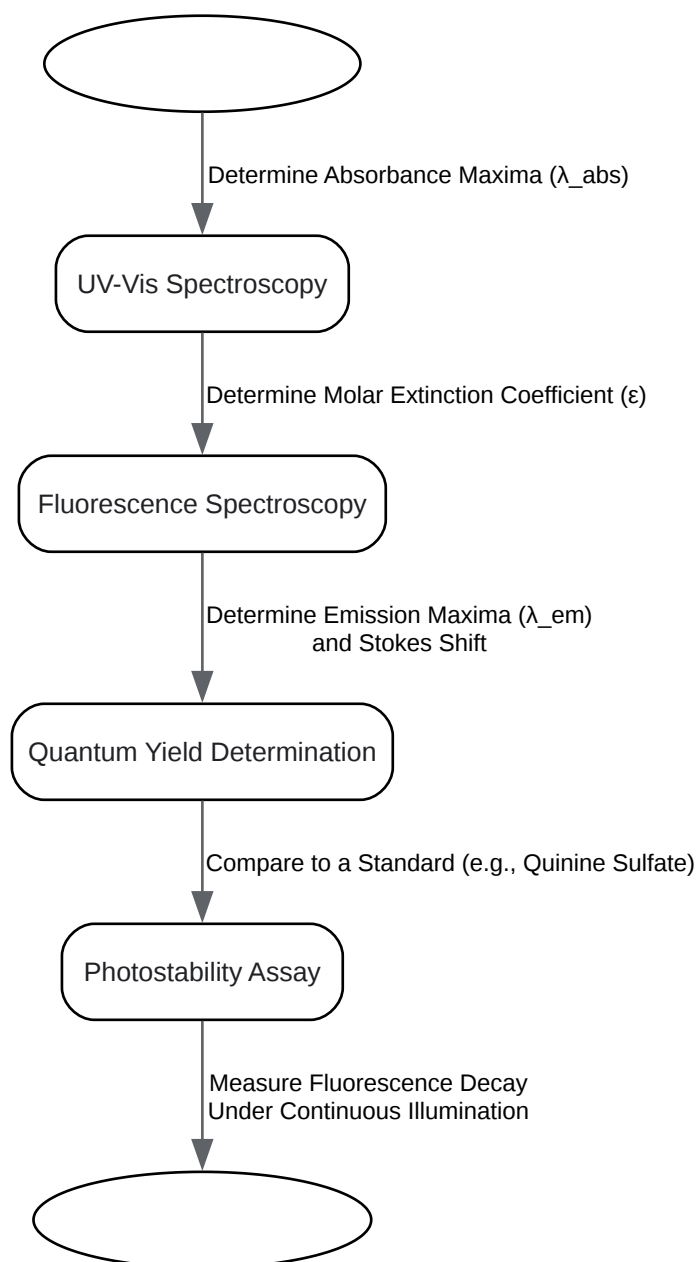 Determine Absorbance Maxima (λ_abs)
UV-Vis Spectroscopy
Determine Molar Extinction Coefficient (ε)
Fluorescence Spectroscopy
Determine Emission Maxima (λ_em)
and Stokes Shift
Quantum Yield Determination
Compare to a Standard (e.g., Quinine Sulfate)
Photostability Assay
Measure Fluorescence Decay
Under Continuous Illumination